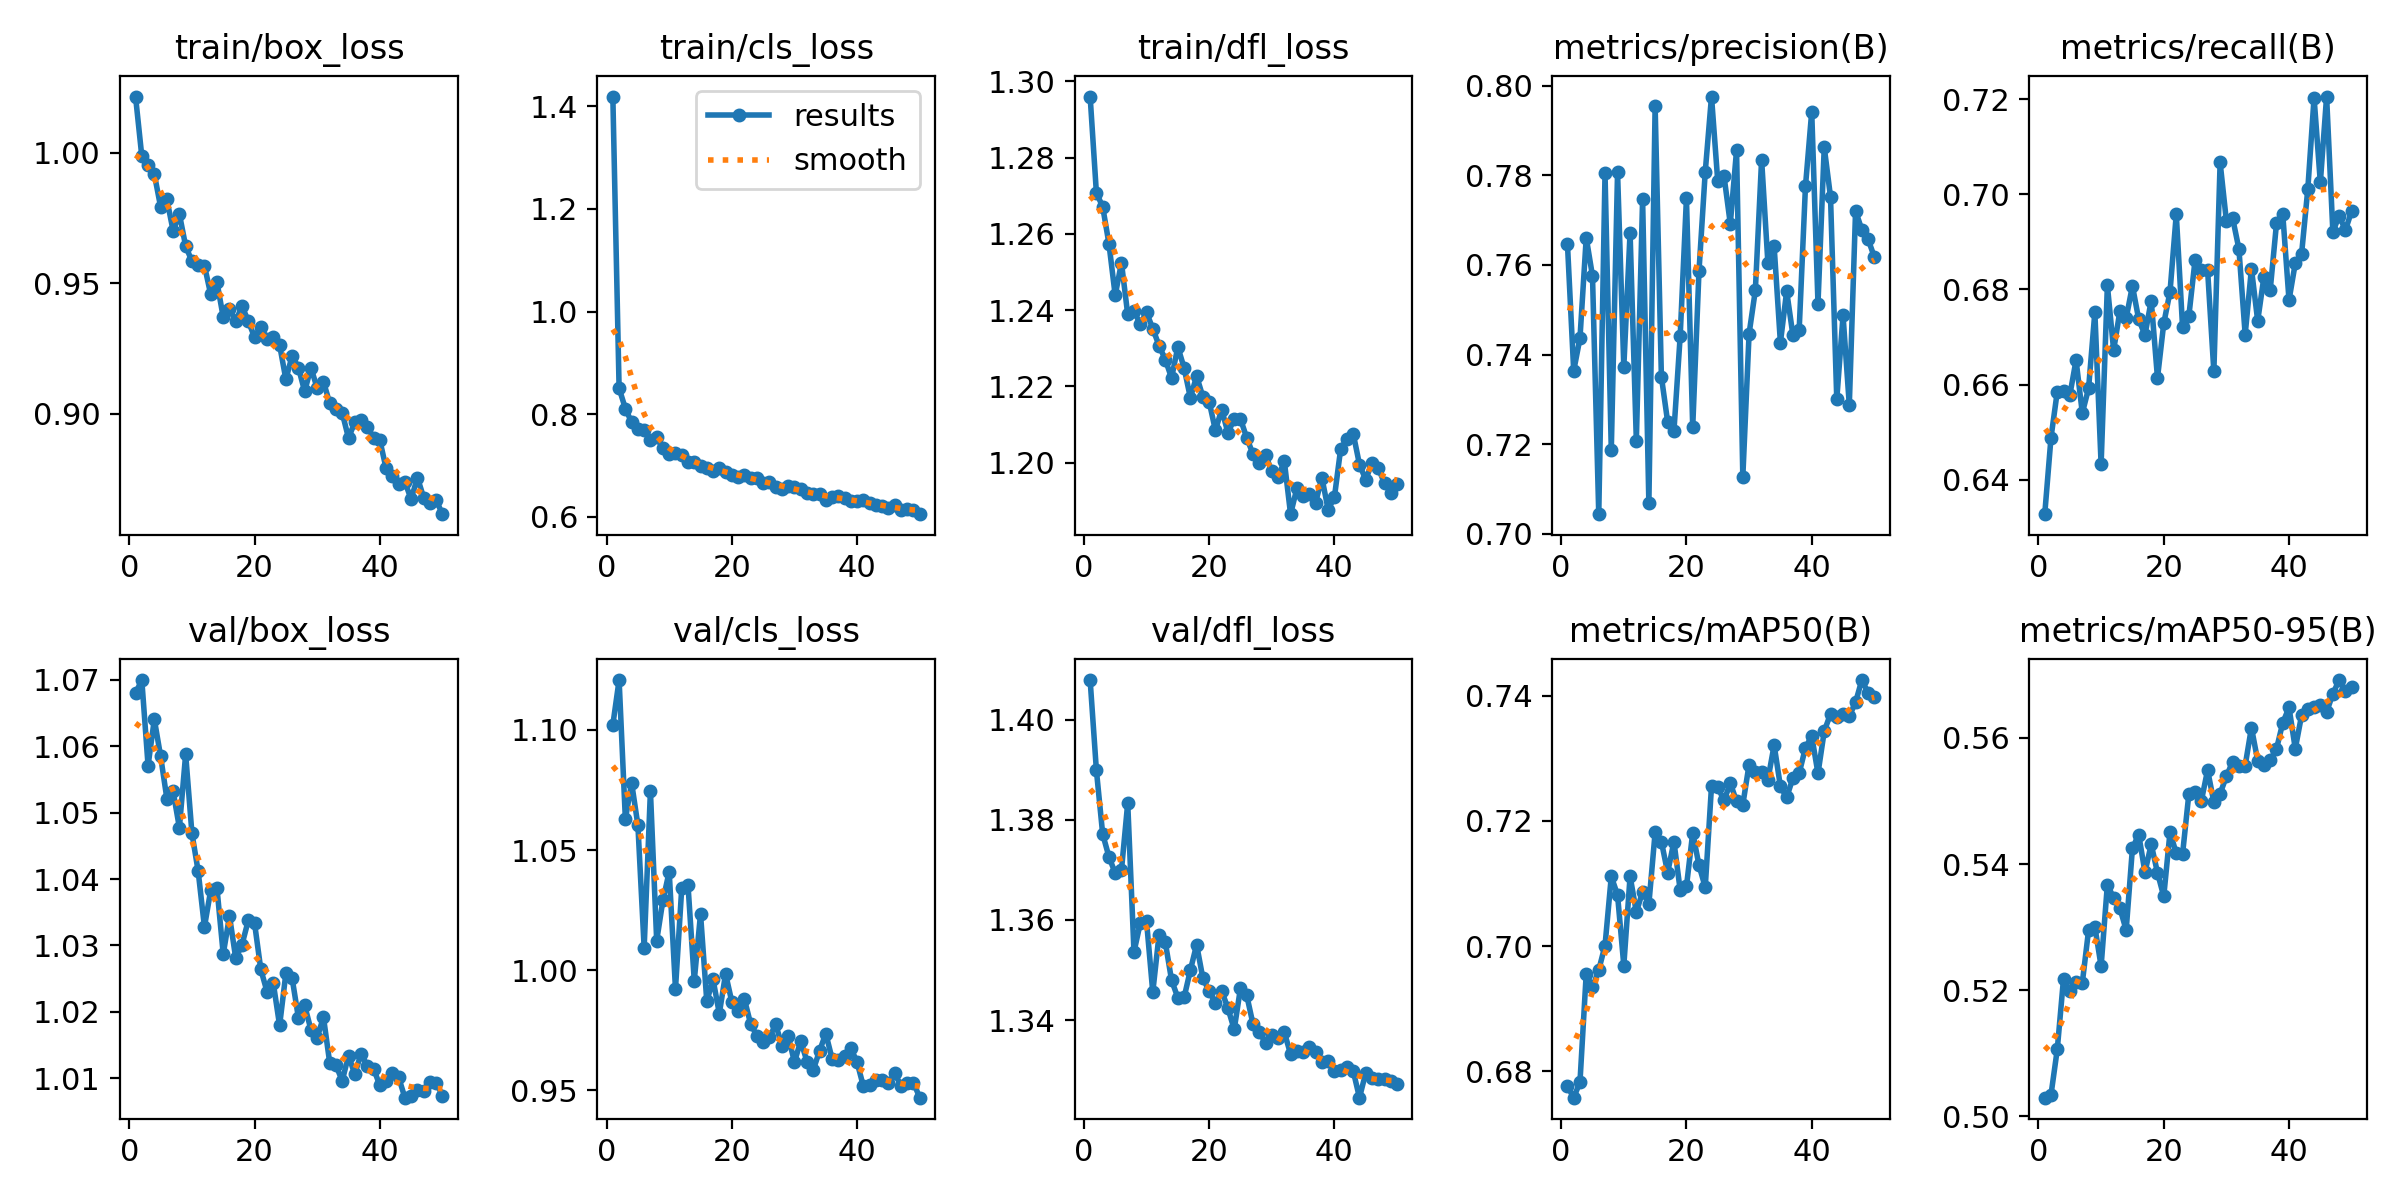 train/box_loss
1.00
0.95
0.90
0 20 40
train/cls_loss
results
smooth
1.4
1.2
1.0
0.8
0.6
0 20 40
train/dfl_loss
1.30
1.28
1.26
1.24
1.22
1.20
0 20 40
metrics/precision(B)
0.80
0.78
0.76
0.74
0.72
0.70
0 20 40
metrics/recall(B)
0.72
0.70
0.68
0.66
0.64
0 20 40
val/box_loss
1.07
1.06
1.05
1.04
1.03
1.02
1.01
0 20 40
val/cls_loss
1.10
1.05
1.00
0.95
0 20 40
val/dfl_loss
1.40
1.38
1.36
1.34
0 20 40
metrics/mAP50(B)
0.74
0.72
0.70
0.68
0 20 40
metrics/mAP50-95(B)
0.56
0.54
0.52
0.50
0 20 40